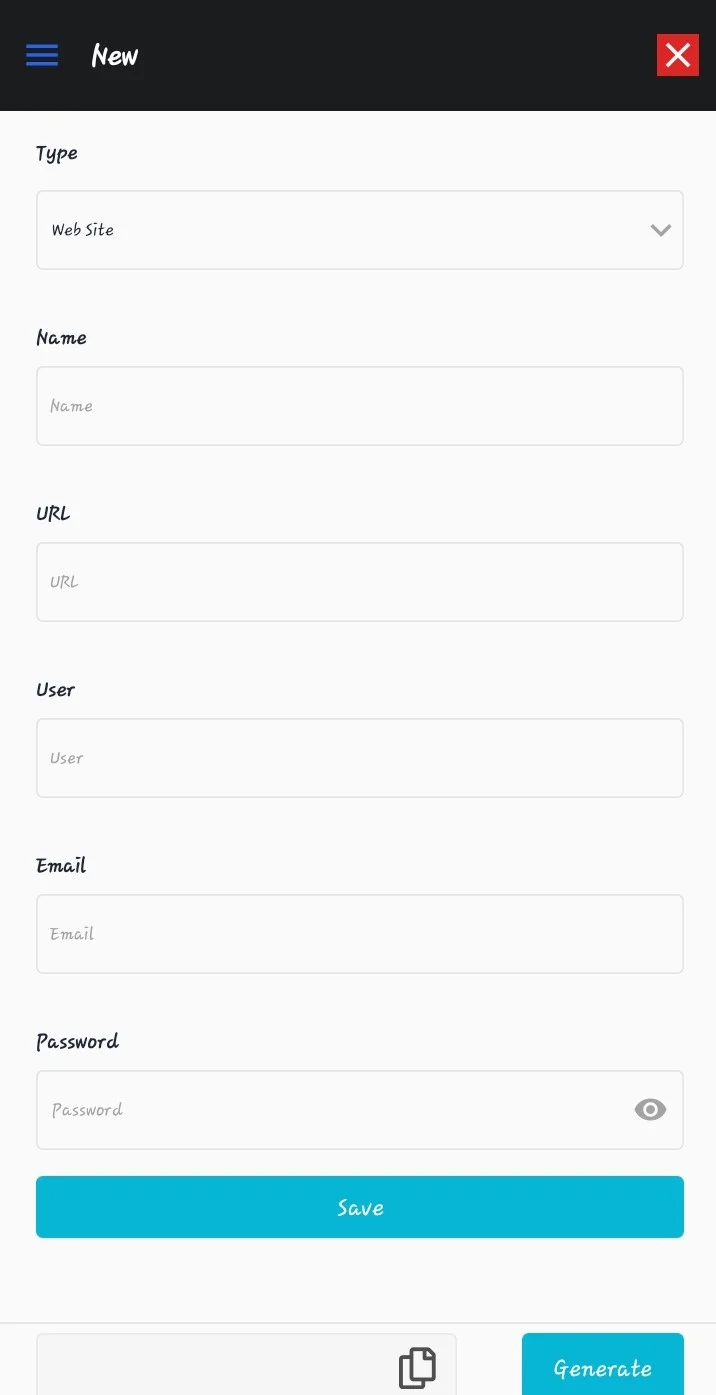 New
Type
Web Site
Name
Name
URL
URL
User
User
Email
Email
Password
Password
Save
Generate